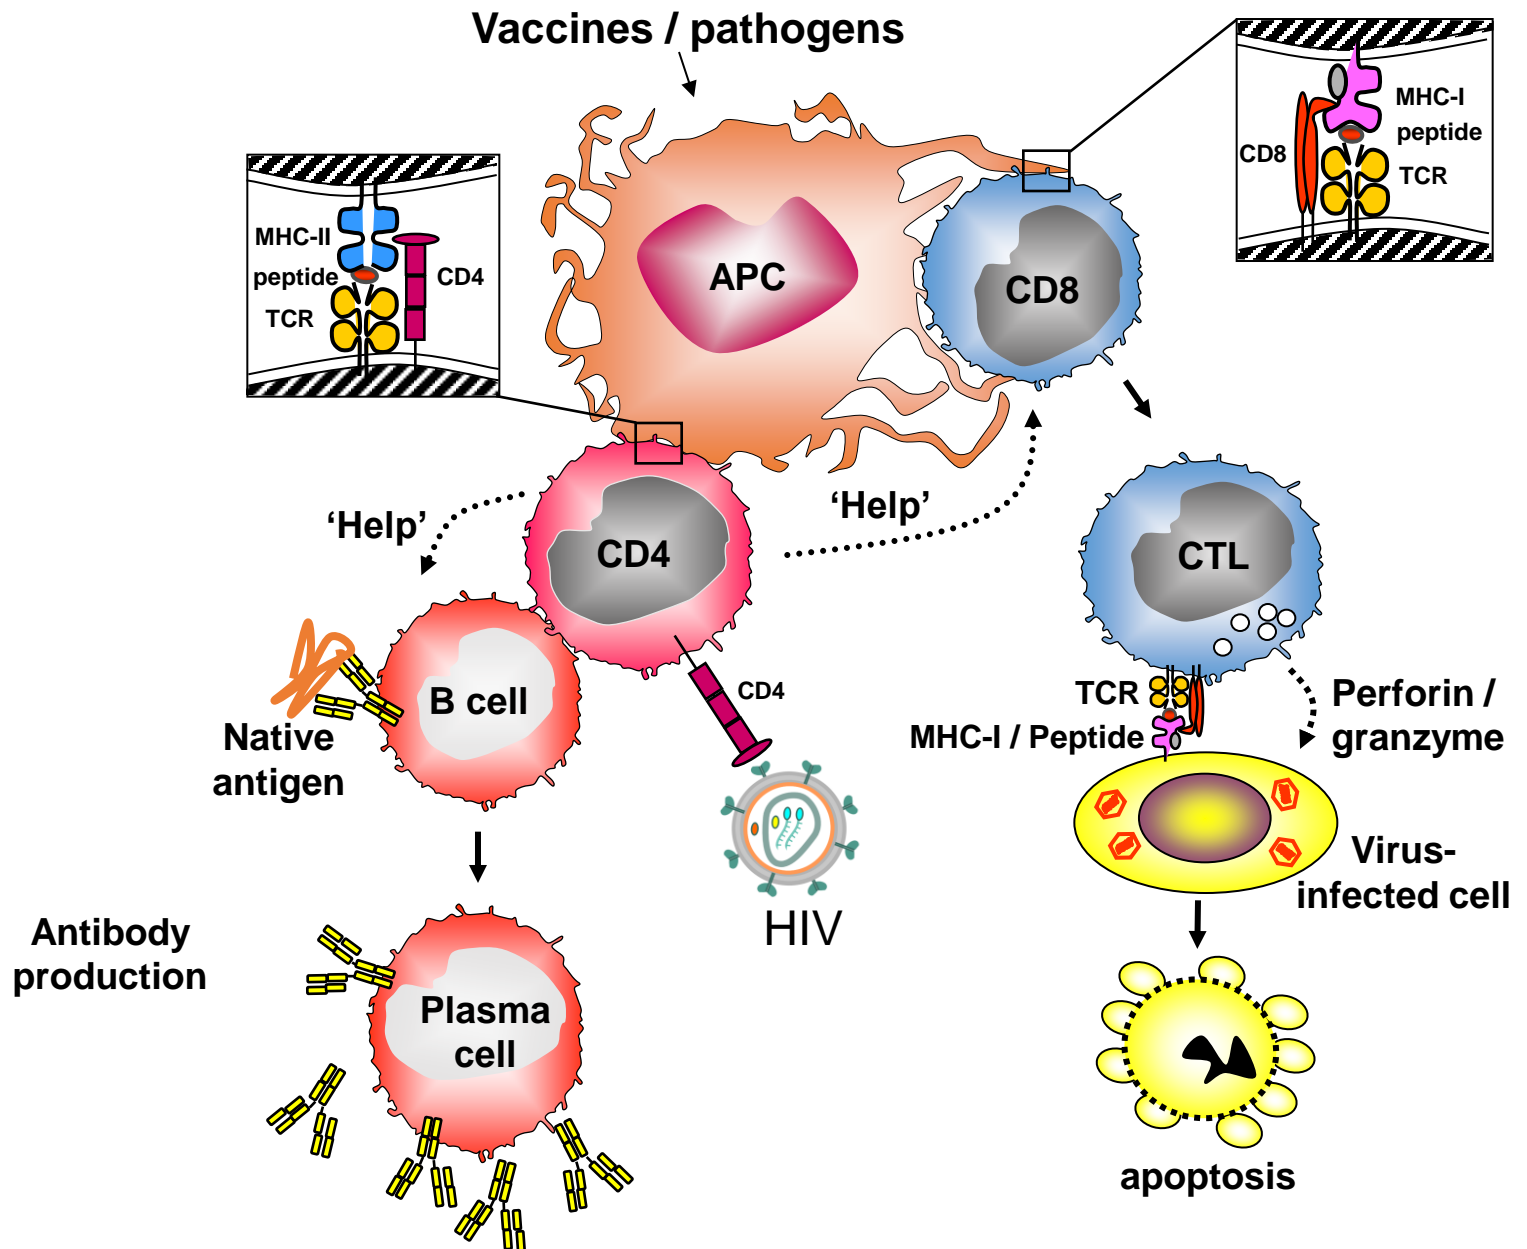 Vaccines / pathogens
MHC-I
peptide
CD8
TCR
MHC-II
peptide
CD4
TCR
APC
CD8
‘Help’
‘Help’
CD4
CTL
B cell
CD4
TCR
MHC-I / Peptide
Perforin /
granzyme
Native
antigen
HIV
Virus-
infected cell
Antibody
production
Plasma
cell
apoptosis